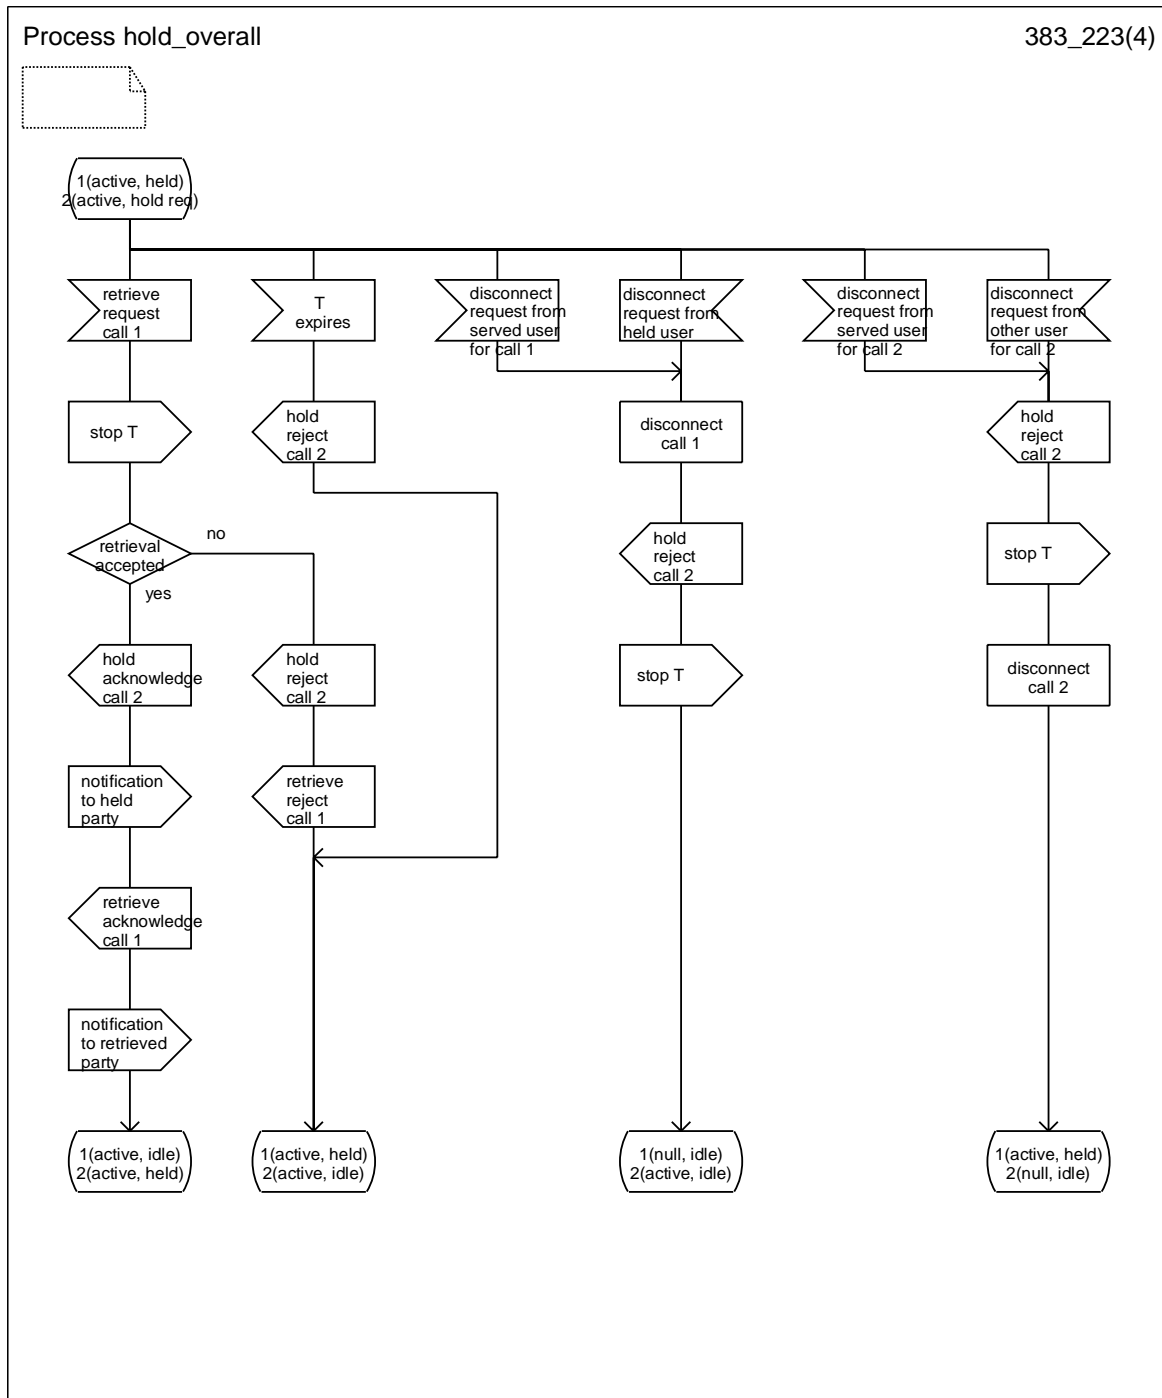 Process hold_overall
383_223(4)
1(active, held)
2(active, hold req)
retrieve
request
call 1
T
expires
disconnect
request from
served user
for call 1
disconnect
request from
held user
disconnect
request from
served user
for call 2
disconnect
request from
other user
for call 2
stop T
hold
reject
call 2
disconnect
call 1
hold
reject
call 2
retrieval
accepted
no
yes
hold
reject
call 2
stop T
hold
acknowledge
call 2
hold
reject
call 2
stop T
disconnect
call 2
notification
to held
party
retrieve
reject
call 1
retrieve
acknowledge
call 1
notification
to retrieved
party
1(active, idle)
2(active, held)
1(active, held)
2(active, idle)
1(null, idle)
2(active, idle)
1(active, held)
2(null, idle)